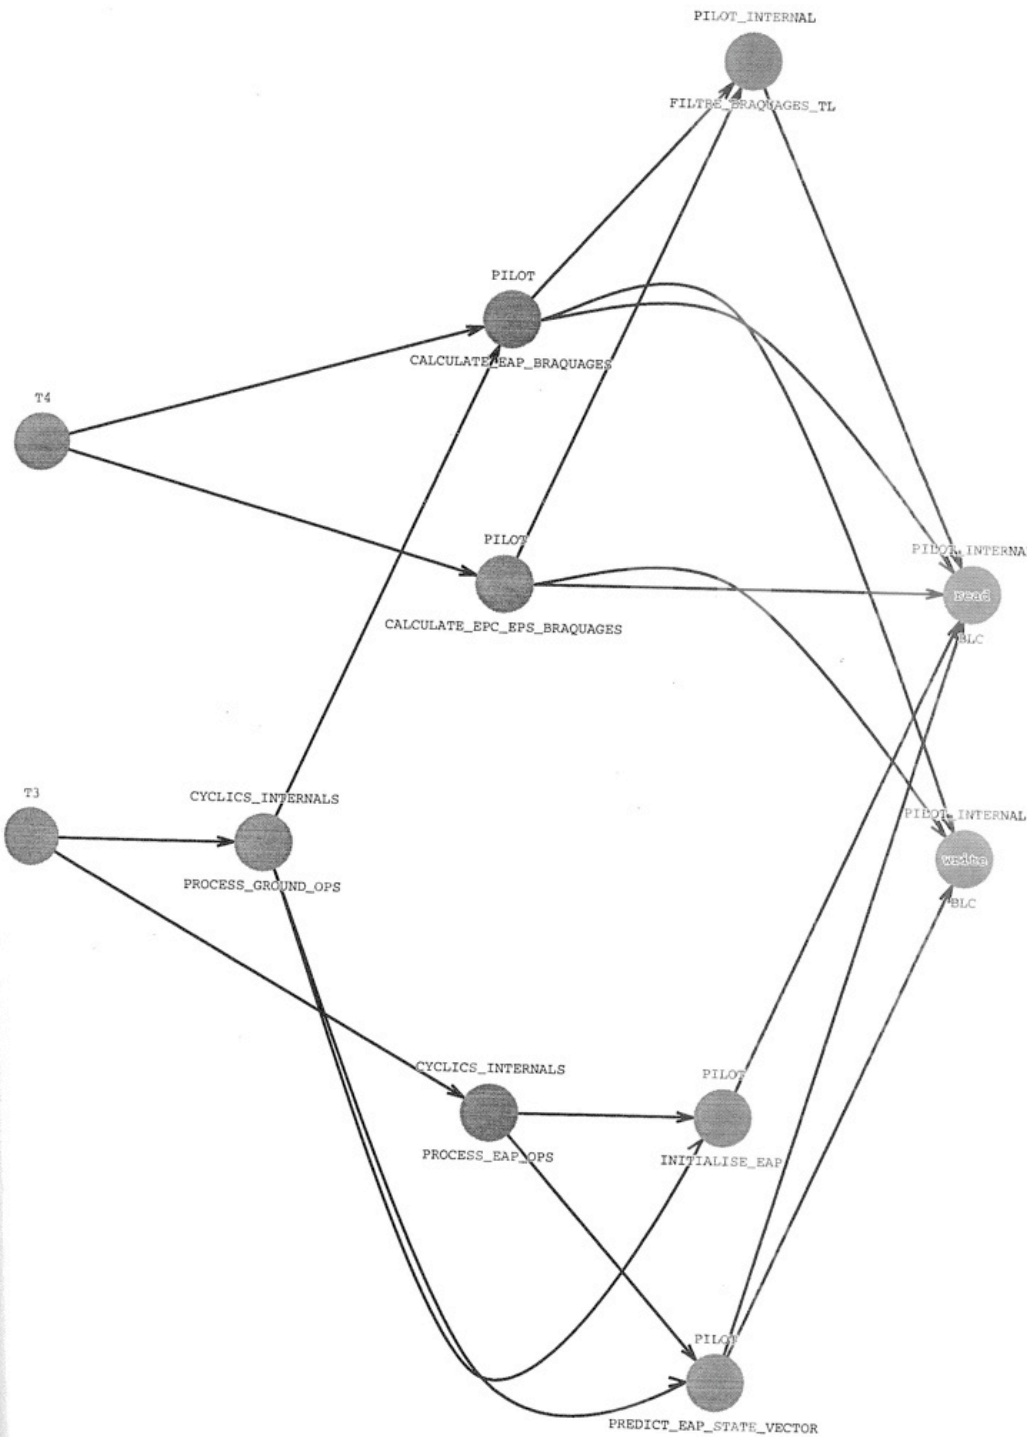 PILOT_INTERNAL
FILTRE_BRAQUAGES_TL
PILOT
CALCULATE_EAP_BRAQUAGES
T4
PILOT
CALCULATE_EPC_EPS_BRAQUAGES
PILOT_INTERNA
read
BLC
T3
CYCLICS_INTERNALS
PROCESS_GROUND_OPS
PILOT_INTERNAL
write
BLC
CYCLICS_INTERNALS
PROCESS_EAP_OPS
PILOT
INITIALISE_EAP
PILOT
PREDICT_EAP_STATE_VECTOR